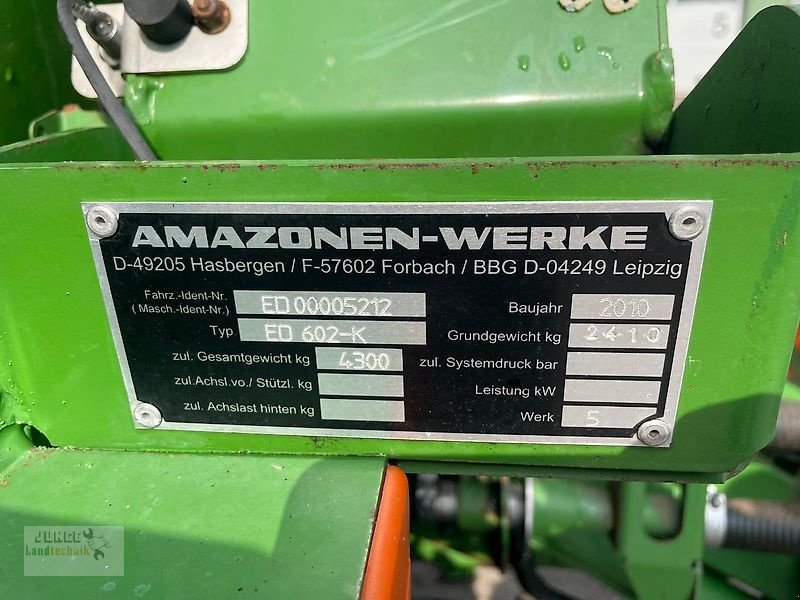 AMAZONEN-WERKE
D-49205 Hasbergen / F-57602 Forbach / BBG D-04249 Leipzig
Fahrz.-Ident-Nr. ED00005212 Baujahr 2010
( Masch.-Ident-Nr.)
Typ ED 602-K Grundgewicht kg 2410
zul. Gesamtgewicht kg 4300 zul. Systemdruck bar
zul.Achsl.vo./ Stützl. kg Leistung kW
zul. Achslast hinten kg Werk 5
JUNGE
Landtechnik